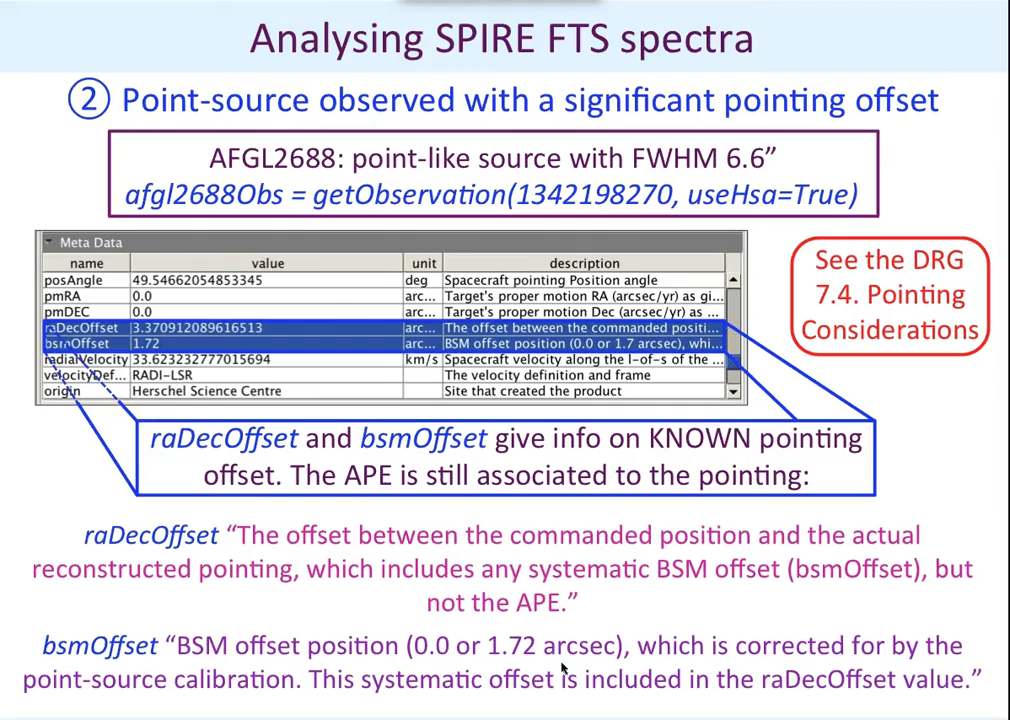 Analysing SPIRE FTS spectra
② Point-source observed with a significant pointing offset
AFGL2688: point-like source with FWHM 6.6”
afgl2688Obs = getObservation(1342198270, useHsa=True)
Meta Data
name value unit description
posAngle 49.54662054853345 deg Spacecraft pointing Position angle
pmRA 0.0 arc... Target's proper motion RA (arcsec/yr) as gi...
pmDEC 0.0 arc... Target's proper motion Dec (arcsec/yr) as ...
raDecOffset 3.370912089616513 arc... The offset between the commanded positi...
bsmOffset 1.72 arc... BSM offset position (0.0 or 1.7 arcsec), whi...
radialVelocity 33.623232777015694 km/s Spacecraft velocity along the l-of-s of the ...
velocityDef... RADI-LSR The velocity definition and frame
origin Herschel Science Centre Site that created the product
See the DRG
7.4. Pointing
Considerations
raDecOffset and bsmOffset give info on KNOWN pointing
offset. The APE is still associated to the pointing:
raDecOffset “The offset between the commanded position and the actual
reconstructed pointing, which includes any systematic BSM offset (bsmOffset), but
not the APE.”
bsmOffset “BSM offset position (0.0 or 1.72 arcsec), which is corrected for by the
point-source calibration. This systematic offset is included in the raDecOffset value.”